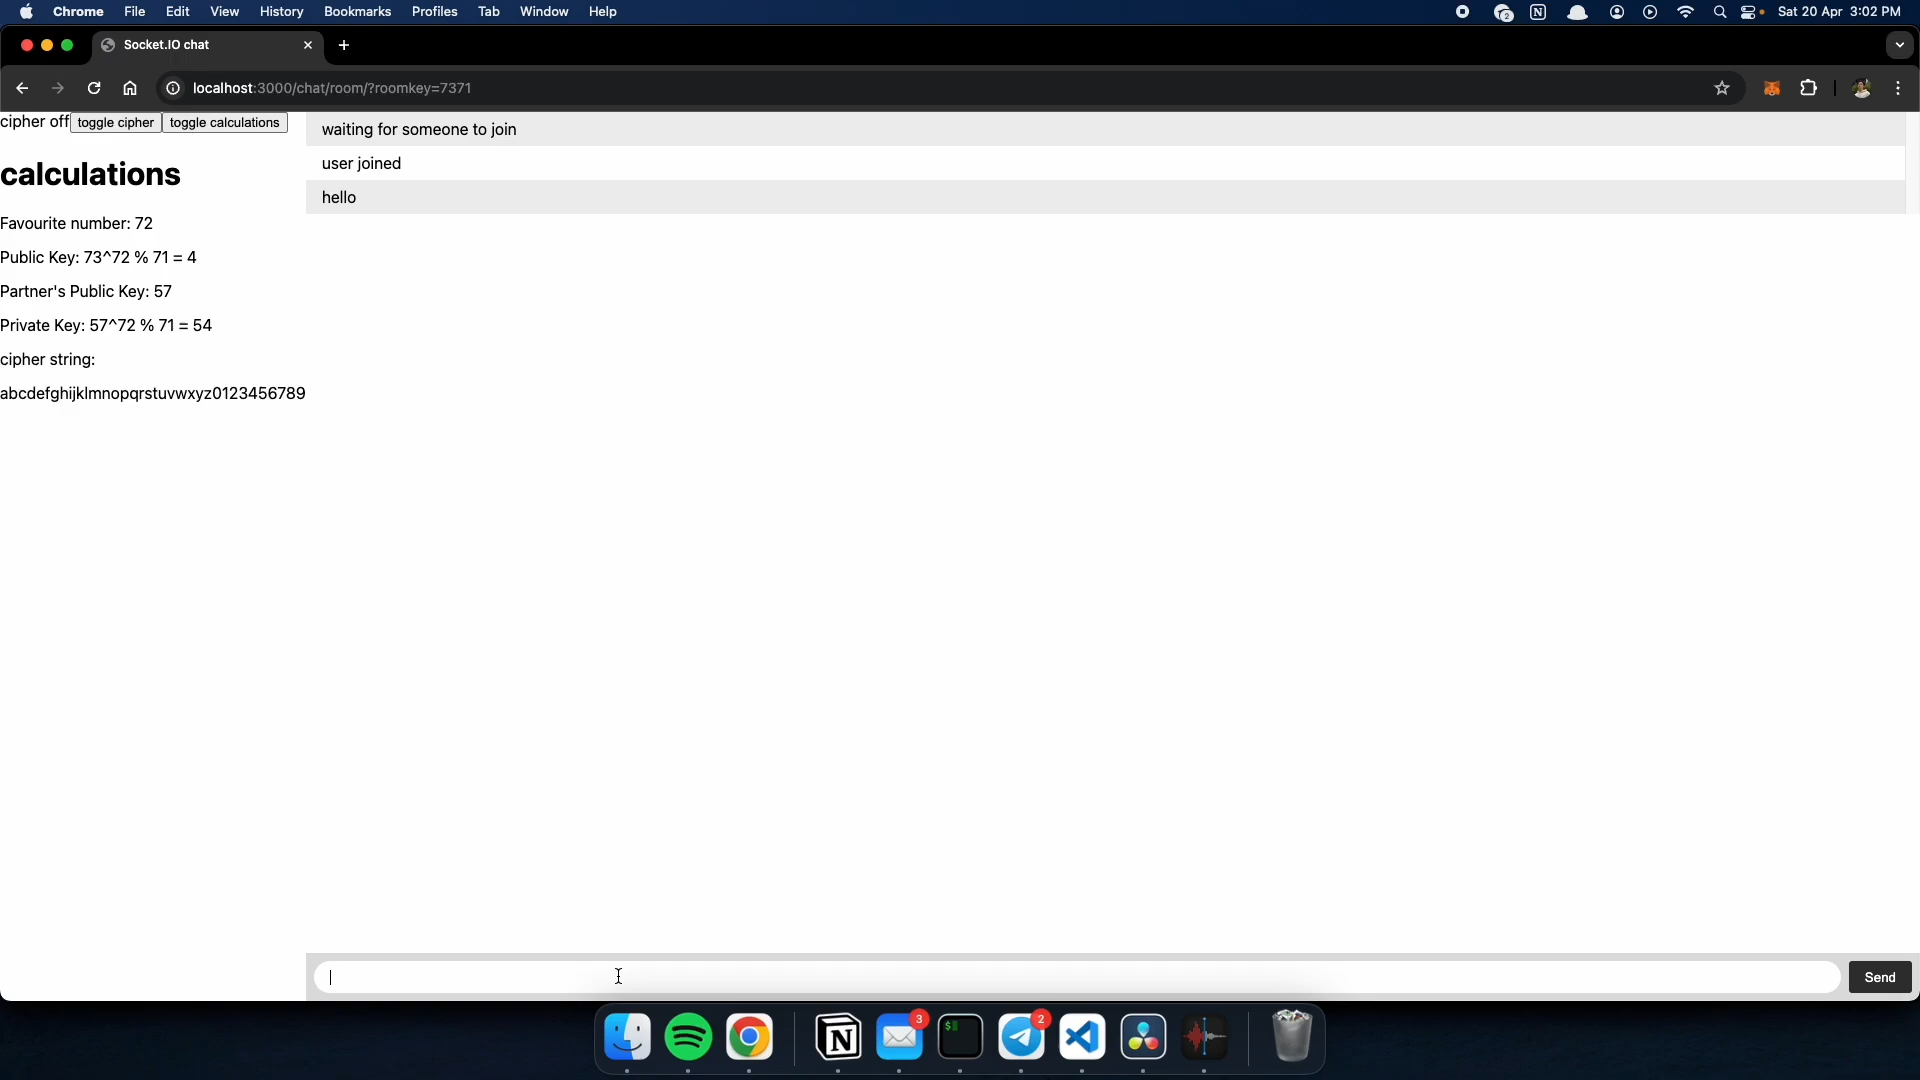 Chrome File Edit View History Bookmarks Profiles Tab Window Help
2
Sat 20 Apr 3:02 PM
Socket.IO chat
localhost:3000/chat/room/?roomkey=7371
cipher off toggle cipher toggle calculations
calculations
Favourite number: 72
Public Key: 73^72 % 71 = 4
Partner's Public Key: 57
Private Key: 57^72 % 71 = 54
cipher string:
abcdefghijklmnopqrstuvwxyz0123456789
waiting for someone to join
user joined
hello
Send
N
3
$
2